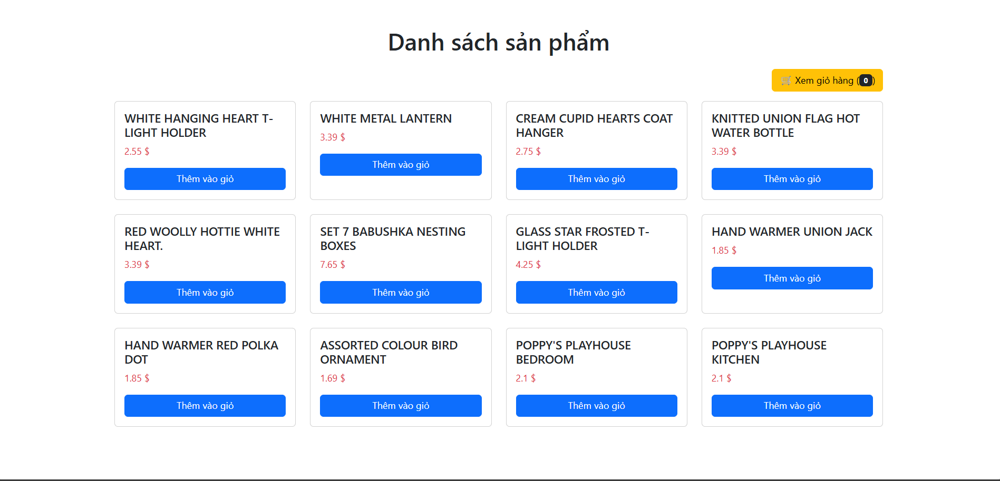 Danh sách sản phẩm
🛒 Xem giỏ hàng (0)
WHITE HANGING HEART T-
LIGHT HOLDER
2.55 $
Thêm vào giỏ
WHITE METAL LANTERN
3.39 $
Thêm vào giỏ
CREAM CUPID HEARTS COAT
HANGER
2.75 $
Thêm vào giỏ
KNITTED UNION FLAG HOT
WATER BOTTLE
3.39 $
Thêm vào giỏ
RED WOOLLY HOTTIE WHITE
HEART.
3.39 $
Thêm vào giỏ
SET 7 BABUSHKA NESTING
BOXES
7.65 $
Thêm vào giỏ
GLASS STAR FROSTED T-
LIGHT HOLDER
4.25 $
Thêm vào giỏ
HAND WARMER UNION JACK
1.85 $
Thêm vào giỏ
HAND WARMER RED POLKA
DOT
1.85 $
Thêm vào giỏ
ASSORTED COLOUR BIRD
ORNAMENT
1.69 $
Thêm vào giỏ
POPPY'S PLAYHOUSE
BEDROOM
2.1 $
Thêm vào giỏ
POPPY'S PLAYHOUSE
KITCHEN
2.1 $
Thêm vào giỏ